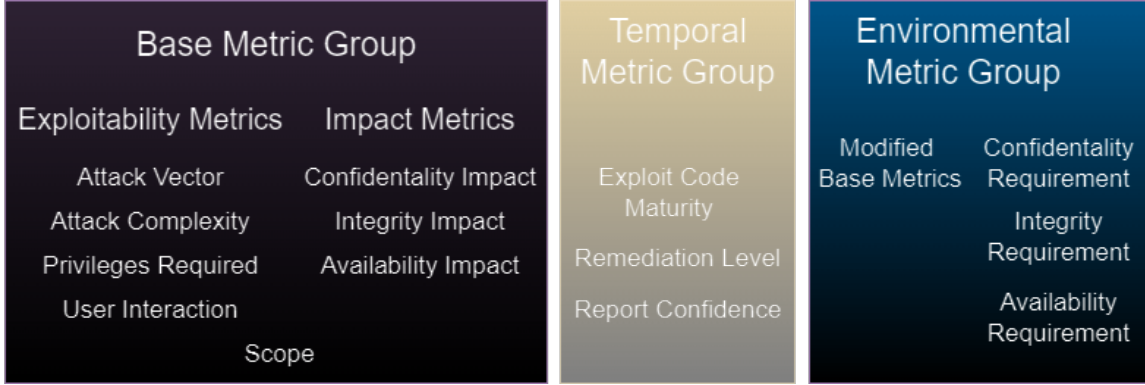 Base Metric Group
Exploitability Metrics
Attack Vector
Attack Complexity
Privileges Required
User Interaction
Impact Metrics
Confidentality Impact
Integrity Impact
Availability Impact
Scope
Temporal
Metric Group
Exploit Code
Maturity
Remediation Level
Report Confidence
Environmental
Metric Group
Modified
Base Metrics
Confidentality
Requirement
Integrity
Requirement
Availability
Requirement